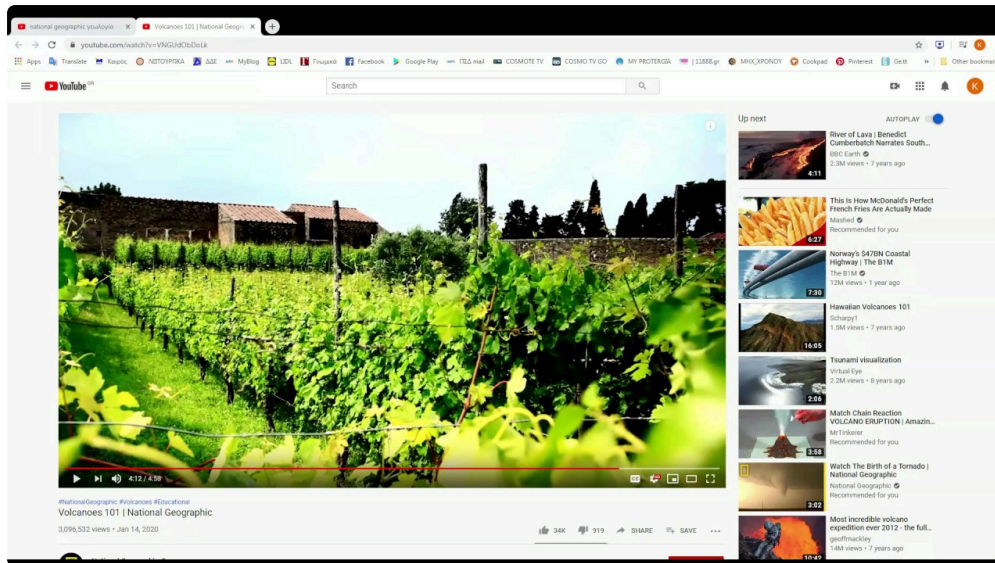 national geographic γεωλογία
Volcanoes 101 | National Geogra
youtube.com/watch?v=VNGUdObDoLk
Apps Translate Καιρός ΛΕΙΤΟΥΡΓΙΚΑ ΔΔΕ MyBlog LIDL Γνωμικά Facebook Google Play ΠΣΔ mail COSMOTE TV COSMO TV GO MY PROTERGIA 11888.gr ΜΗΧ_ΧΡΟΝΟΥ Cookpad Pinterest Ge.tt Other bookmar
YouTube GR
Search
K
Up next
AUTOPLAY
River of Lava | Benedict
Cumberbatch Narrates South...
BBC Earth
2.3M views • 7 years ago
4:11
This Is How McDonald's Perfect
French Fries Are Actually Made
Mashed
Recommended for you
6:27
Norway's $47BN Coastal
Highway | The B1M
The B1M
12M views • 1 year ago
7:30
Hawaiian Volcanoes 101
Scharpy1
1.5M views • 7 years ago
16:05
Tsunami visualization
Virtual Eye
2.2M views • 8 years ago
2:06
Match Chain Reaction
VOLCANO ERUPTION | Amazin...
MrTinkerer
Recommended for you
3:58
Watch The Birth of a Tornado |
National Geographic
National Geographic
Recommended for you
3:02
Most incredible volcano
expedition ever 2012 - the full...
geoffmackley
14M views • 7 years ago
10:42
4:12 / 4:58
#NationalGeographic #Volcanoes #Educational
Volcanoes 101 | National Geographic
3,096,532 views • Jan 14, 2020
34K 919 SHARE SAVE